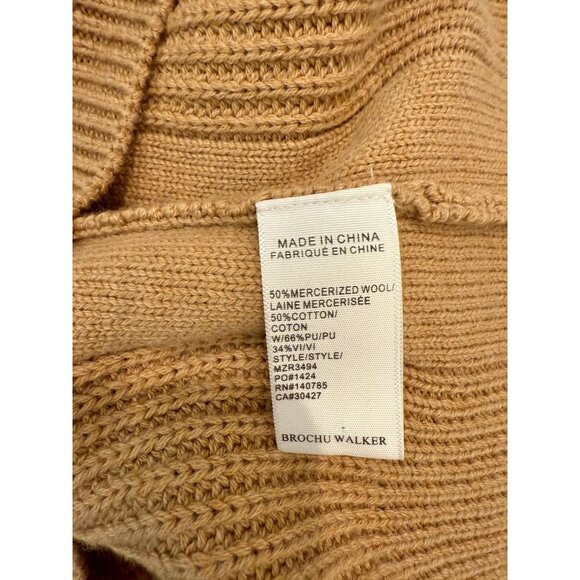 MADE IN CHINA
FABRIQUÉ EN CHINE
50%MERCERIZED WOOL/
LAINE MERCERISÉE
50%COTTON/
COTON
W/66%PU/PU
34%VI/VI
STYLE/STYLE/
MZR3494
PO#1424
RN#140785
CA#30427
BROCHU WALKER